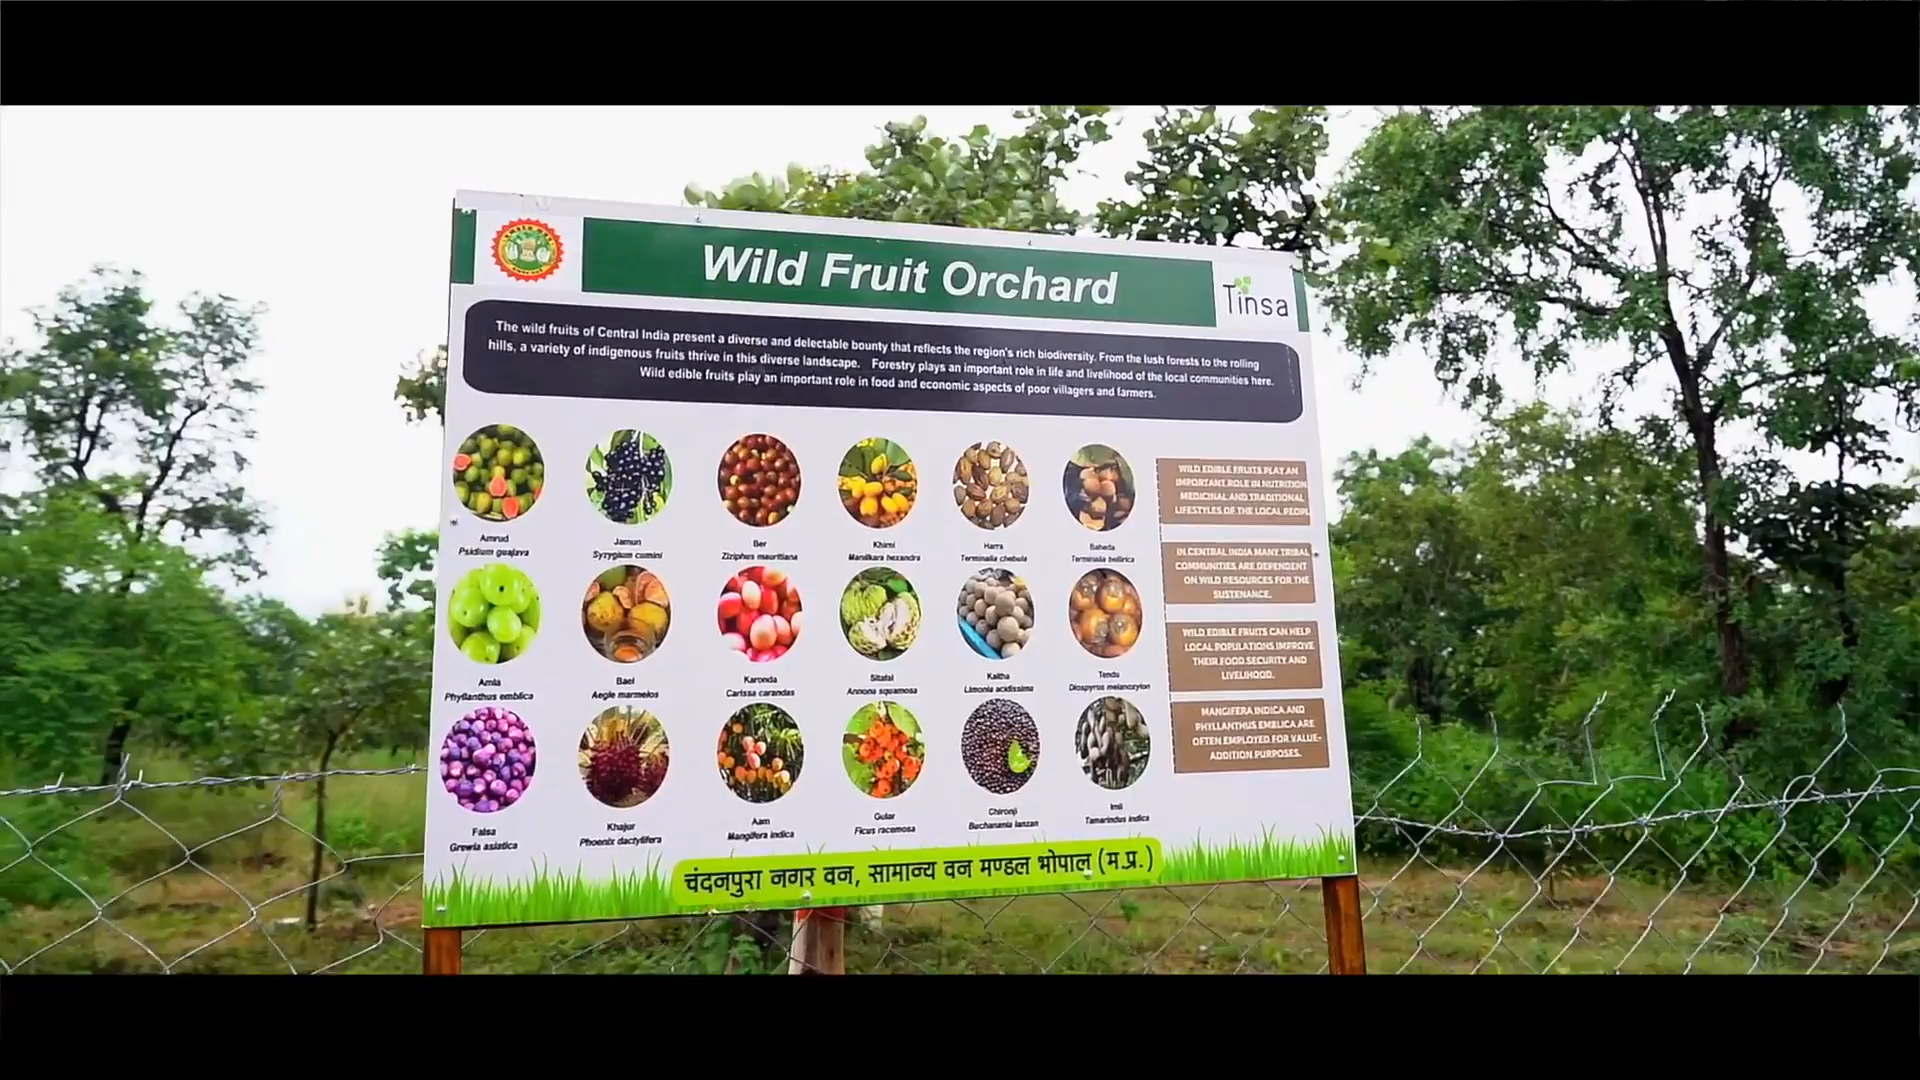 Wild Fruit Orchard
Tinsa
The wild fruits of Central India present a diverse and delectable bounty that reflects the region's rich biodiversity. From the lush forests to the rolling
hills, a variety of indigenous fruits thrive in this diverse landscape. Forestry plays an important role in life and livelihood of the local communities here.
Wild edible fruits play an important role in food and economic aspects of poor villagers and farmers.
Amrud
Psidium guajava
Jamun
Syzygium cumini
Ber
Ziziphus mauritiana
Khirni
Manilkara hexandra
Harra
Terminalia chebula
Baheda
Terminalia bellirica
Amla
Phyllanthus emblica
Bael
Aegle marmelos
Karonda
Carissa carandas
Sitafal
Annona squamosa
Kaitha
Limonia acidissima
Tendu
Diospyros melanoxylon
Falsa
Grewia asiatica
Khajur
Phoenix dactylifera
Aam
Mangifera indica
Gular
Ficus racemosa
Chironji
Buchanania lanzan
Imli
Tamarindus indica
WILD EDIBLE FRUITS PLAY AN
IMPORTANT ROLE IN NUTRITION
MEDICINAL AND TRADITIONAL
LIFESTYLES OF THE LOCAL PEOPL
IN CENTRAL INDIA MANY TRIBAL
COMMUNITIES ARE DEPENDENT
ON WILD RESOURCES FOR THE
SUSTENANCE.
WILD EDIBLE FRUITS CAN HELP
LOCAL POPULATIONS IMPROVE
THEIR FOOD SECURITY AND
LIVELIHOOD.
MANGIFERA INDICA AND
PHYLLANTHUS EMBLICA ARE
OFTEN EMPLOYED FOR VALUE-
ADDITION PURPOSES.
चंदनपुरा नगर वन, सामान्य वन मण्डल भोपाल (म.प्र.)